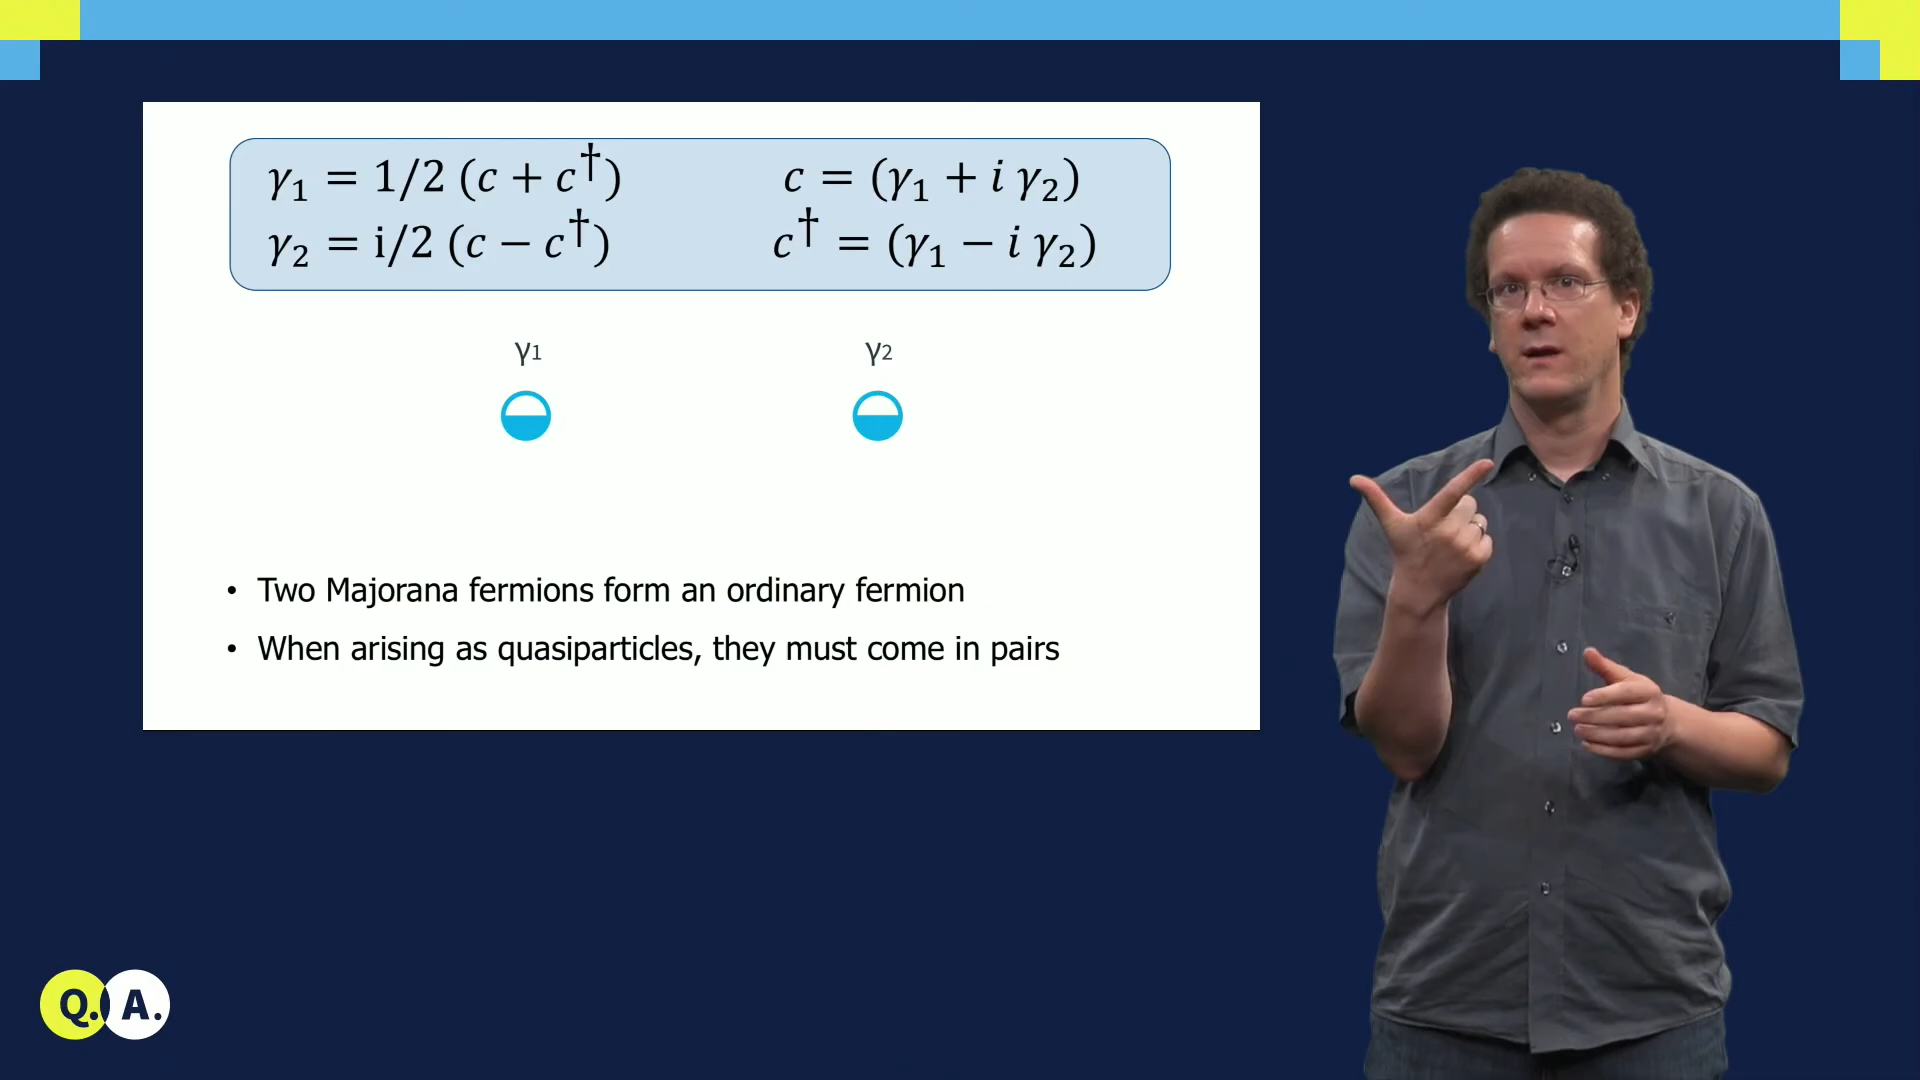 γ₁ = 1/2 (c + c†)
c = (γ₁ + i γ₂)
γ₂ = i/2 (c − c†)
c† = (γ₁ − i γ₂)
γ1
γ2
• Two Majorana fermions form an ordinary fermion
• When arising as quasiparticles, they must come in pairs
Q. A.